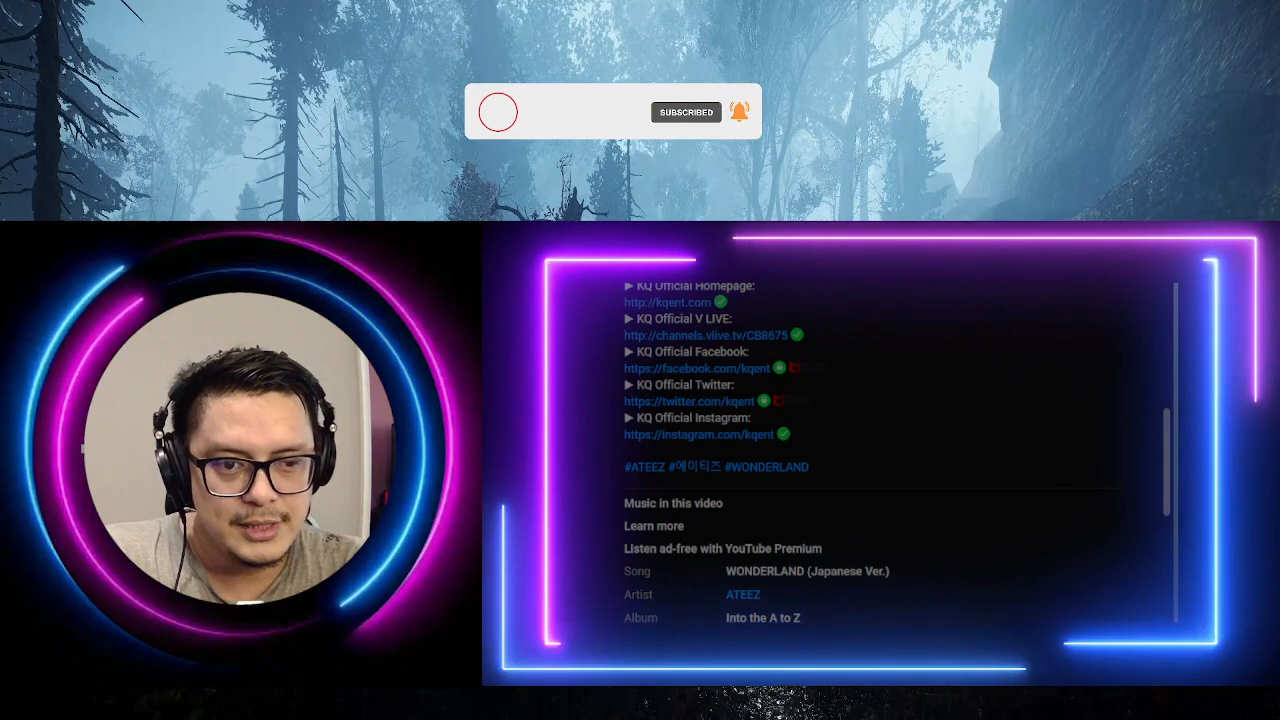 SUBSCRIBED
▶ KQ Official Homepage:
http://kqent.com
▶ KQ Official V LIVE:
http://channels.vlive.tv/CB8675
▶ KQ Official Facebook:
https://facebook.com/kqent
▶ KQ Official Twitter:
https://twitter.com/kqent
▶ KQ Official Instagram:
https://instagram.com/kqent
#ATEEZ #에이티즈 #WONDERLAND
Music in this video
Learn more
Listen ad-free with YouTube Premium
Song WONDERLAND (Japanese Ver.)
Artist ATEEZ
Album Into the A to Z